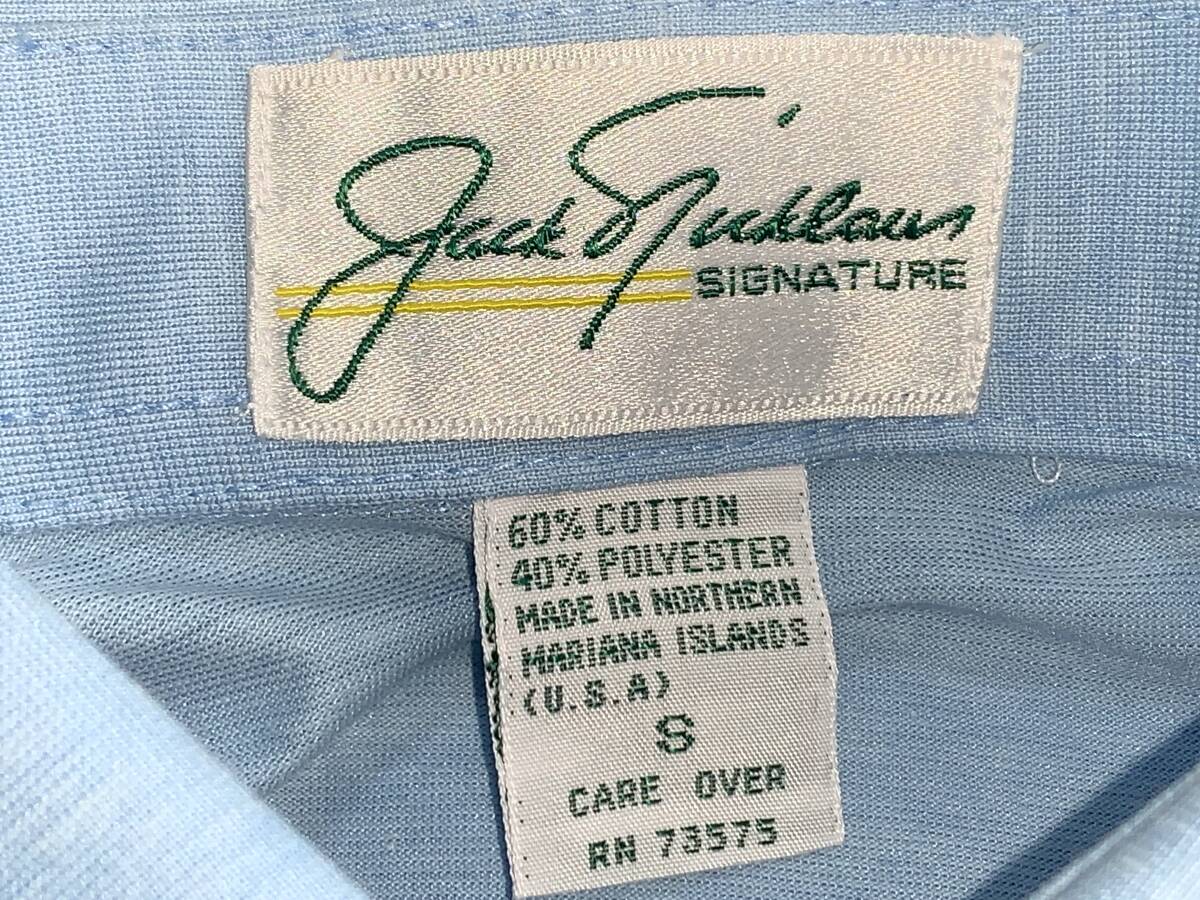 Jack Nicklaus
SIGNATURE
60% COTTON
40% POLYESTER
MADE IN NORTHERN
MARIANA ISLANDS
(U.S.A)
S
CARE OVER
RN 73575